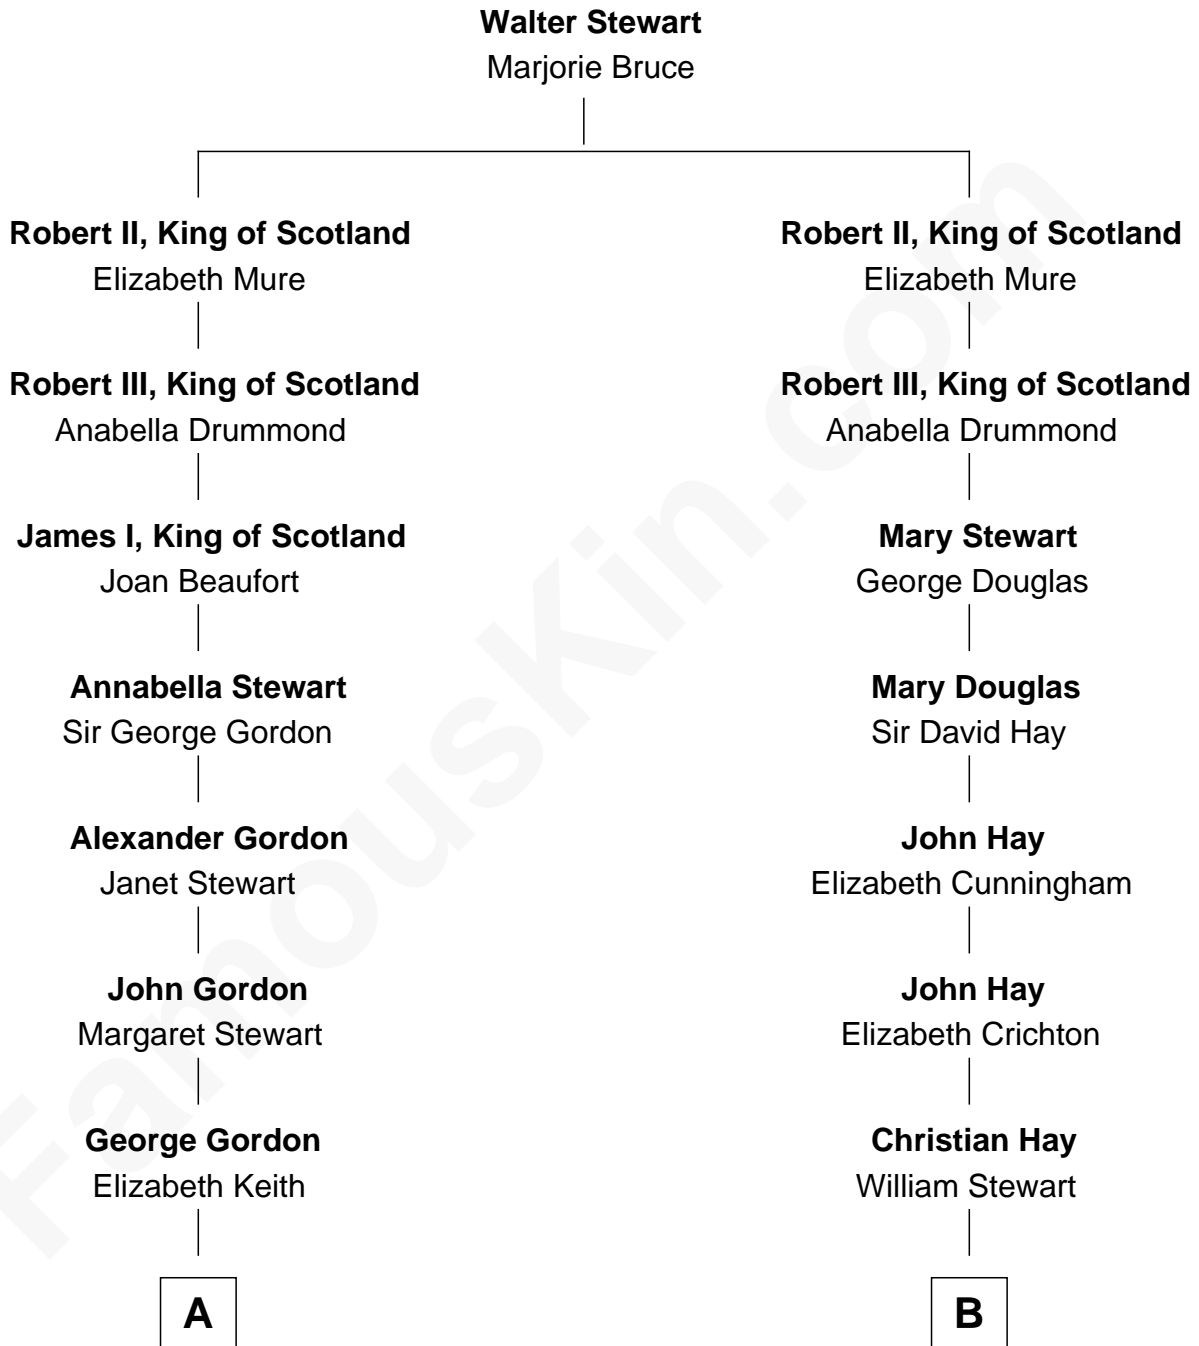 Walter Stewart
Marjorie Bruce
Robert II, King of Scotland
Elizabeth Mure
Robert III, King of Scotland
Anabella Drummond
James I, King of Scotland
Joan Beaufort
Annabella Stewart
Sir George Gordon
Alexander Gordon
Janet Stewart
John Gordon
Margaret Stewart
George Gordon
Elizabeth Keith
A
Robert II, King of Scotland
Elizabeth Mure
Robert III, King of Scotland
Anabella Drummond
Mary Stewart
George Douglas
Mary Douglas
Sir David Hay
John Hay
Elizabeth Cunningham
John Hay
Elizabeth Crichton
Christian Hay
William Stewart
B
FamousKin.com